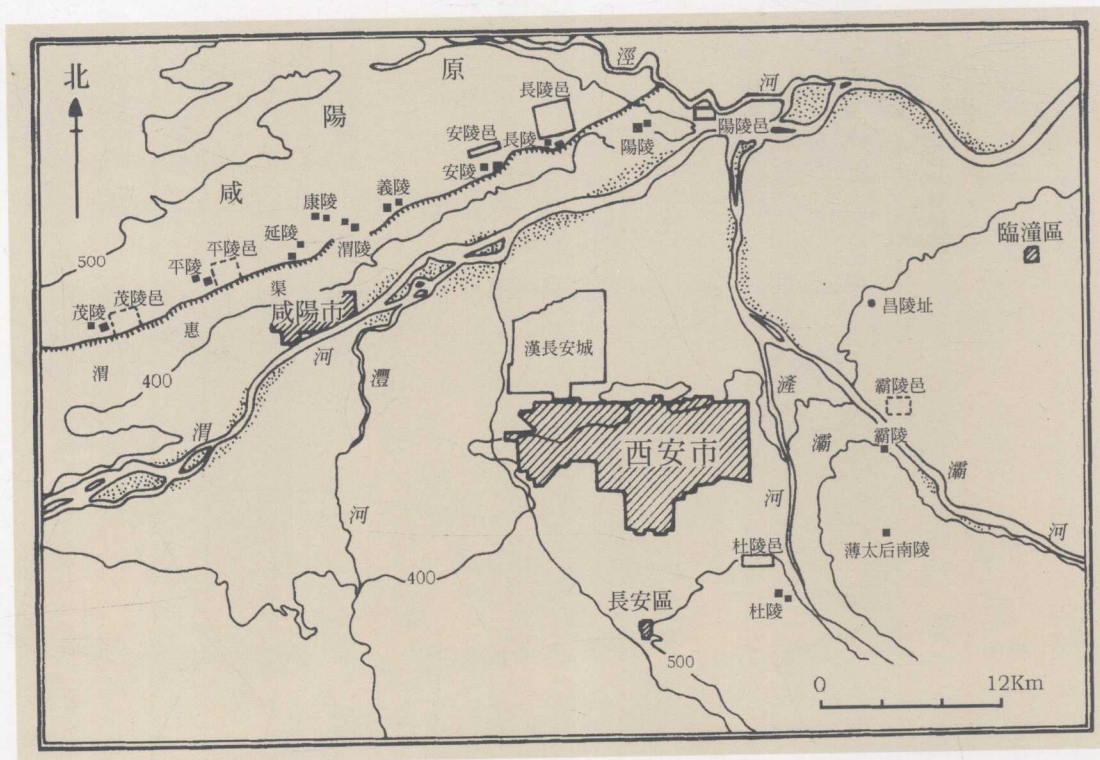 北
原
陽
咸
涇
河
長陵邑
陽陵邑
安陵邑
長陵
陽陵
安陵
義陵
康陵
渭陵
延陵
平陵邑
平陵
茂陵邑
茂陵
500
渠
惠
渭
咸陽市
400
河
渭
灃
河
漢長安城
西安市
臨潼區
昌陵址
霸陵邑
霸陵
滻
河
灞
灞
河
薄太后南陵
杜陵邑
杜陵
長安區
400
500
0
12Km